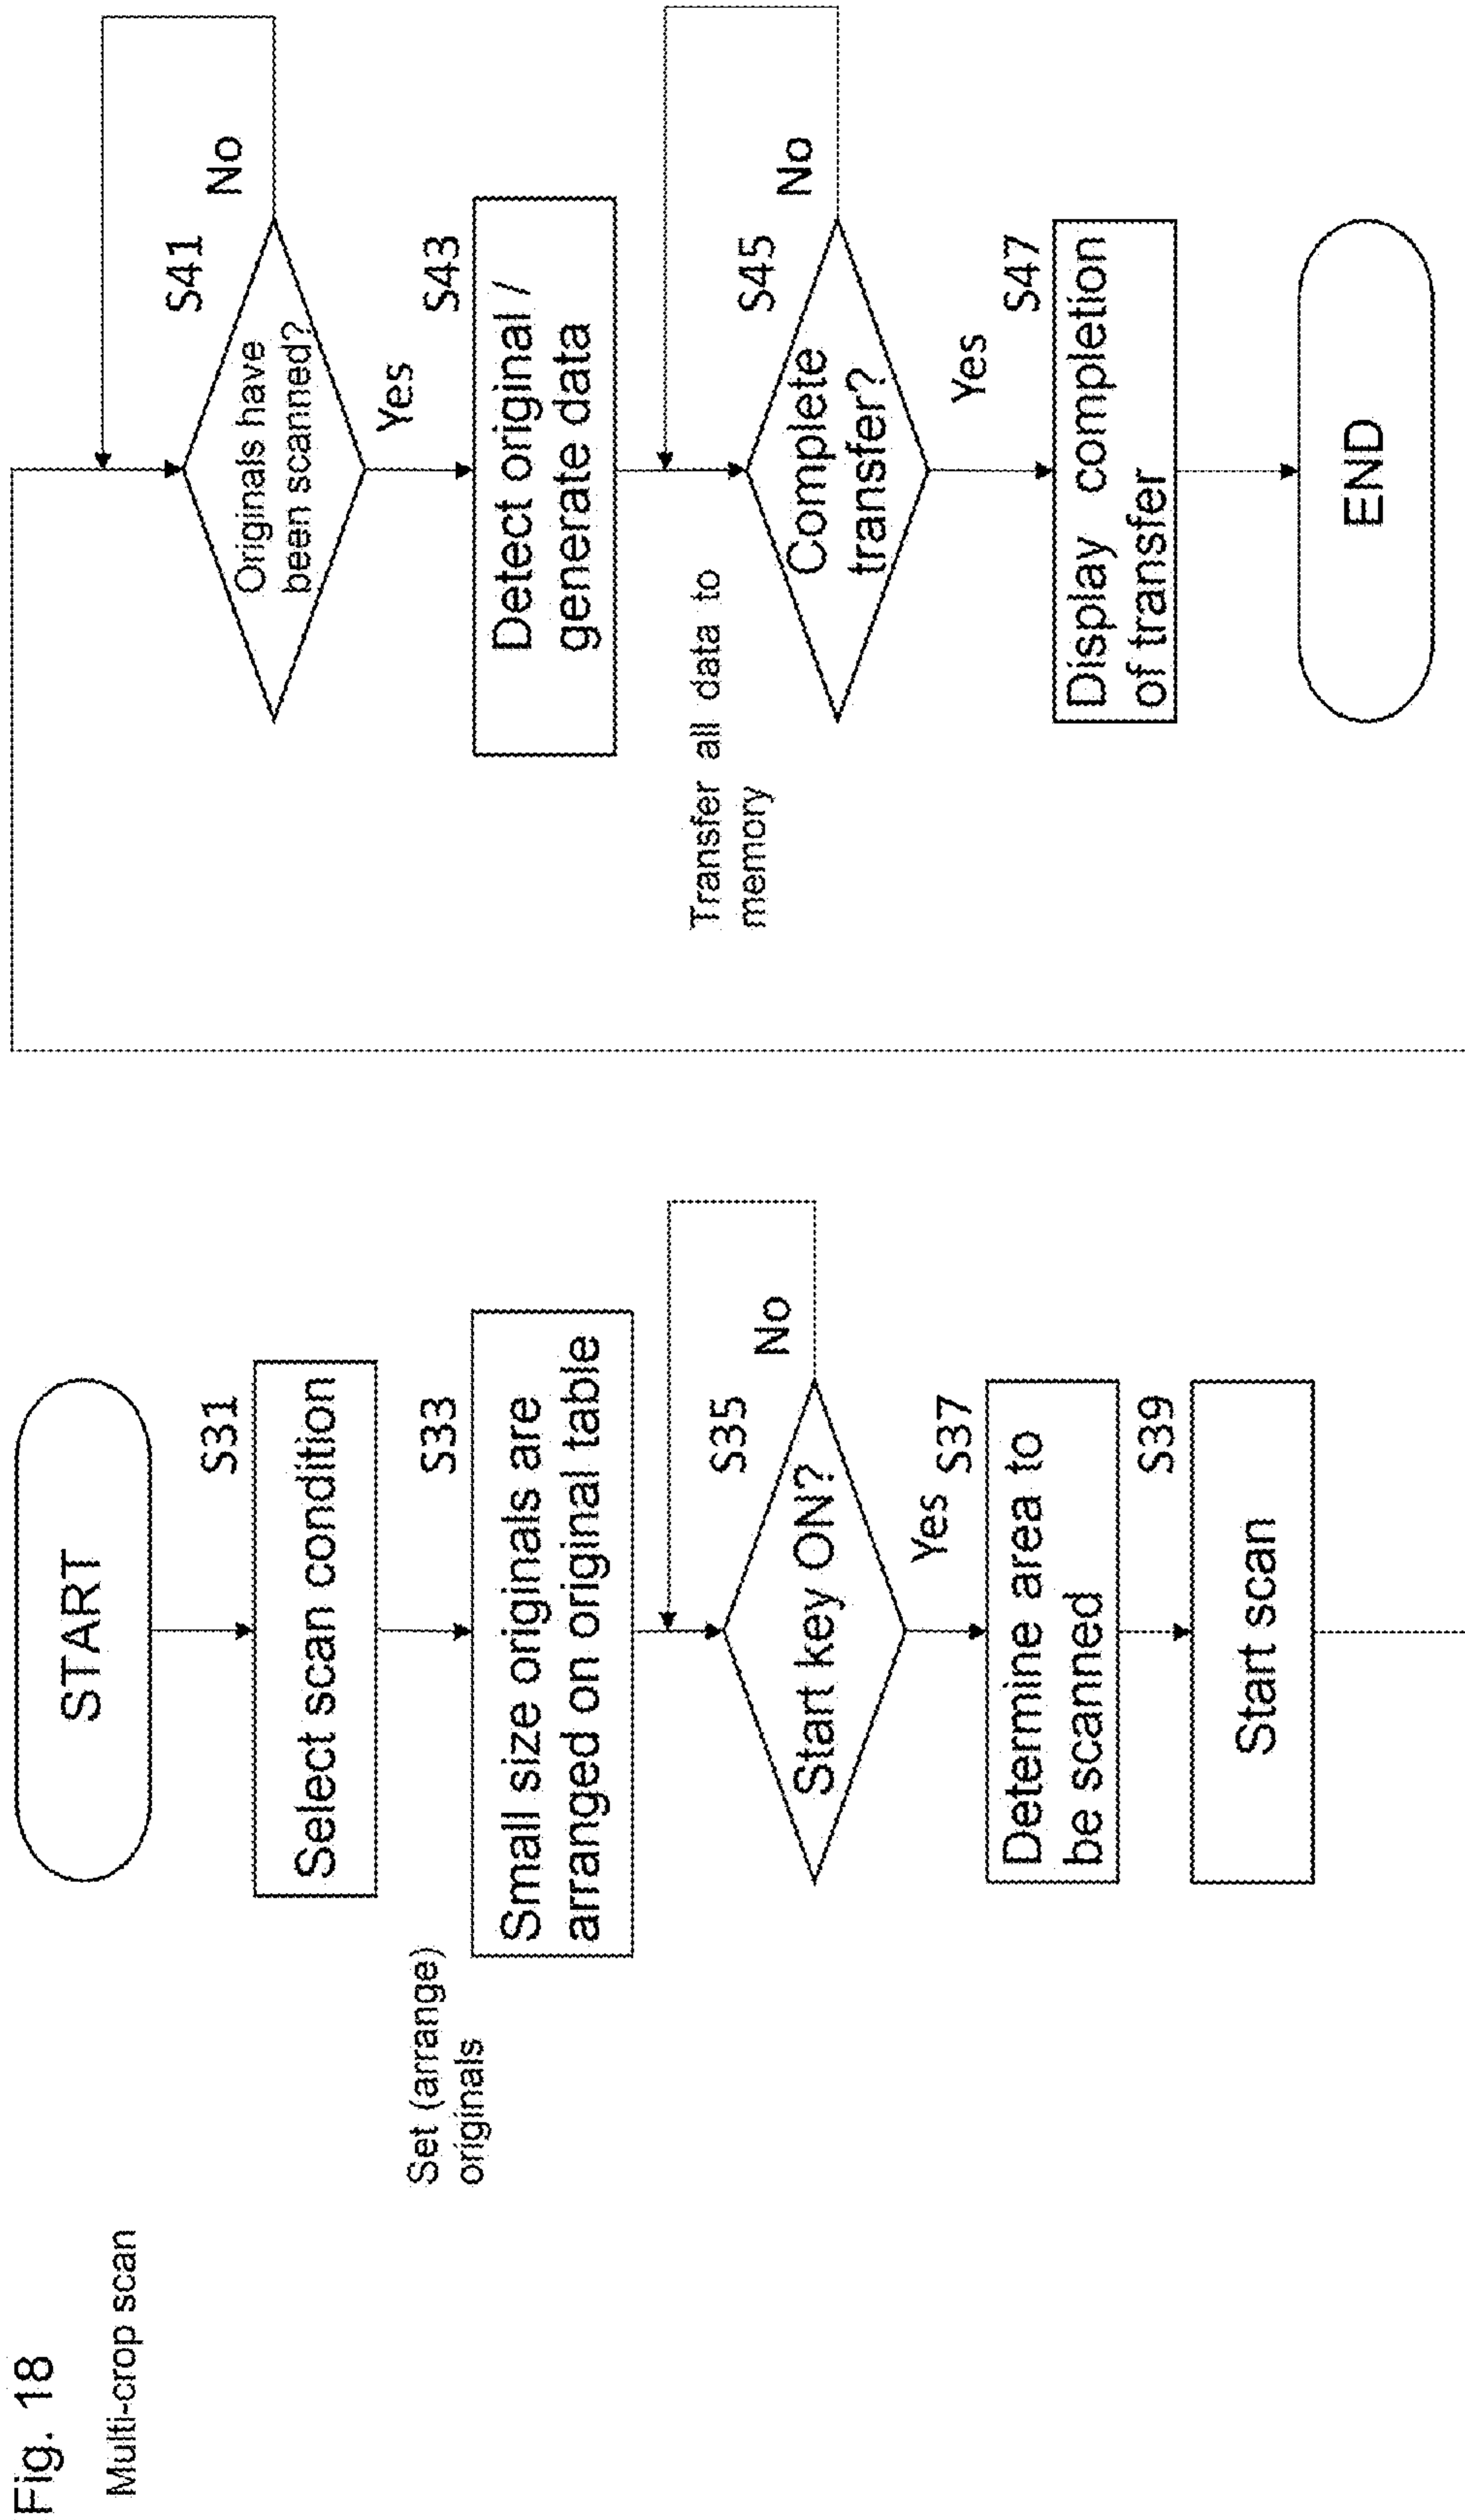 Fig. 18
Multi-crop scan
START
S31
Select scan condition
Set (arrange)
originals
S33
Small size originals are
arranged on original table
S35
Start key ON?
No
Yes
S37
Determine area to
be scanned
S39
Start scan
S41
Originals have
been scanned?
No
Yes
S43
Detect original /
generate data
Transfer all data to
memory
S45
Complete
transfer?
No
Yes
S47
Display completion
of transfer
END